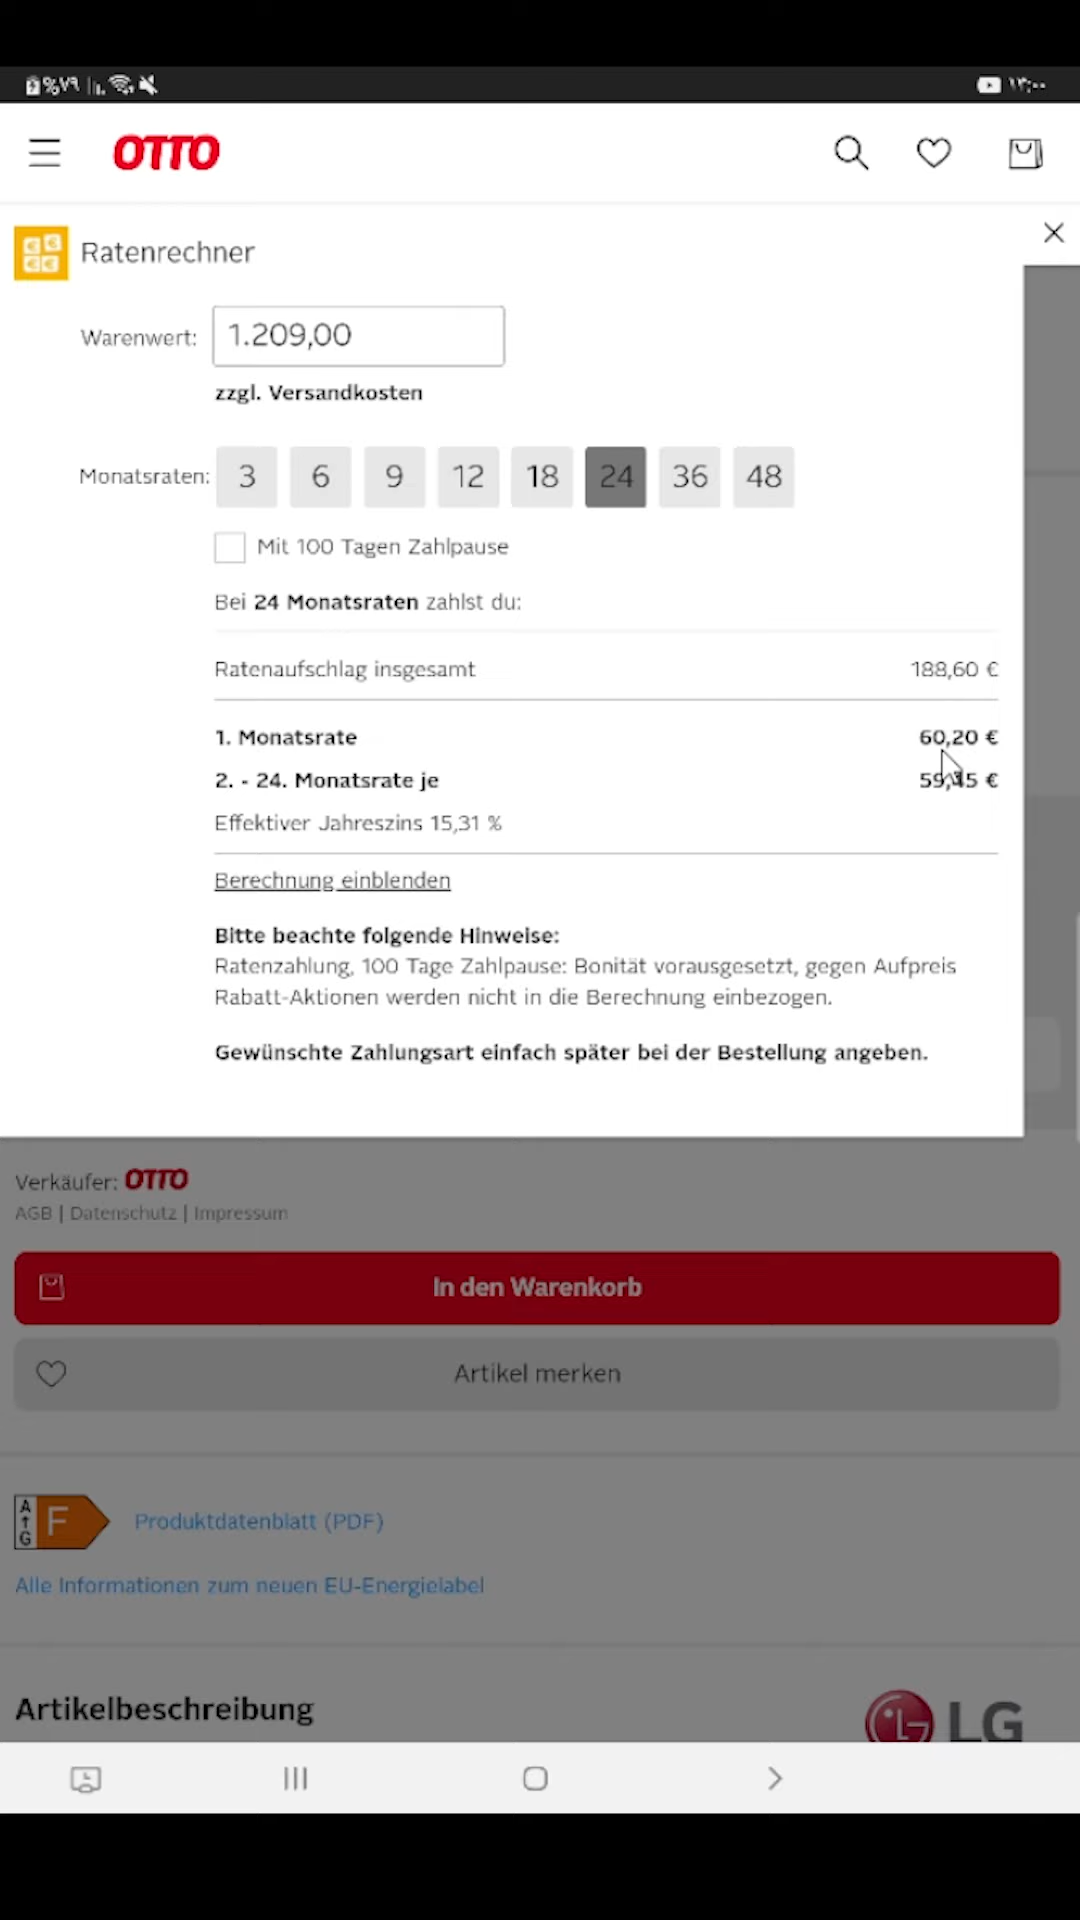 %٧٩
١٣:٠٠
OTTO
Ratenrechner
Warenwert: 1.209,00
zzgl. Versandkosten
Monatsraten: 3 6 9 12 18 24 36 48
Mit 100 Tagen Zahlpause
Bei 24 Monatsraten zahlst du:
Ratenaufschlag insgesamt 188,60 €
1. Monatsrate 60,20 €
2. - 24. Monatsrate je €
Effektiver Jahreszins 15,31 %
Berechnung einblenden
Bitte beachte folgende Hinweise:
Ratenzahlung, 100 Tage Zahlpause: Bonität vorausgesetzt, gegen Aufpreis
Rabatt-Aktionen werden nicht in die Berechnung einbezogen.
Gewünschte Zahlungsart einfach später bei der Bestellung angeben.
Verkäufer: OTTO
AGB | Datenschutz | Impressum
In den Warenkorb
Artikel merken
A
↑
G
F
Produktdatenblatt (PDF)
Alle Informationen zum neuen EU-Energielabel
Artikelbeschreibung
LG